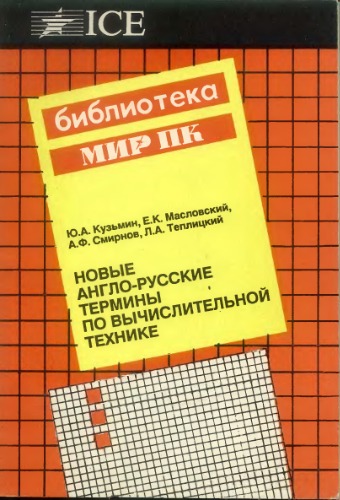 ICE
библиотека
МИР ПК
Ю.А. Кузьмин, Е.К. Масловский,
А.Ф. Смирнов, Л.А. Теплицкий
НОВЫЕ
АНГЛО-РУССКИЕ
ТЕРМИНЫ
ПО ВЫЧИСЛИТЕЛЬНОЙ
ТЕХНИКЕ